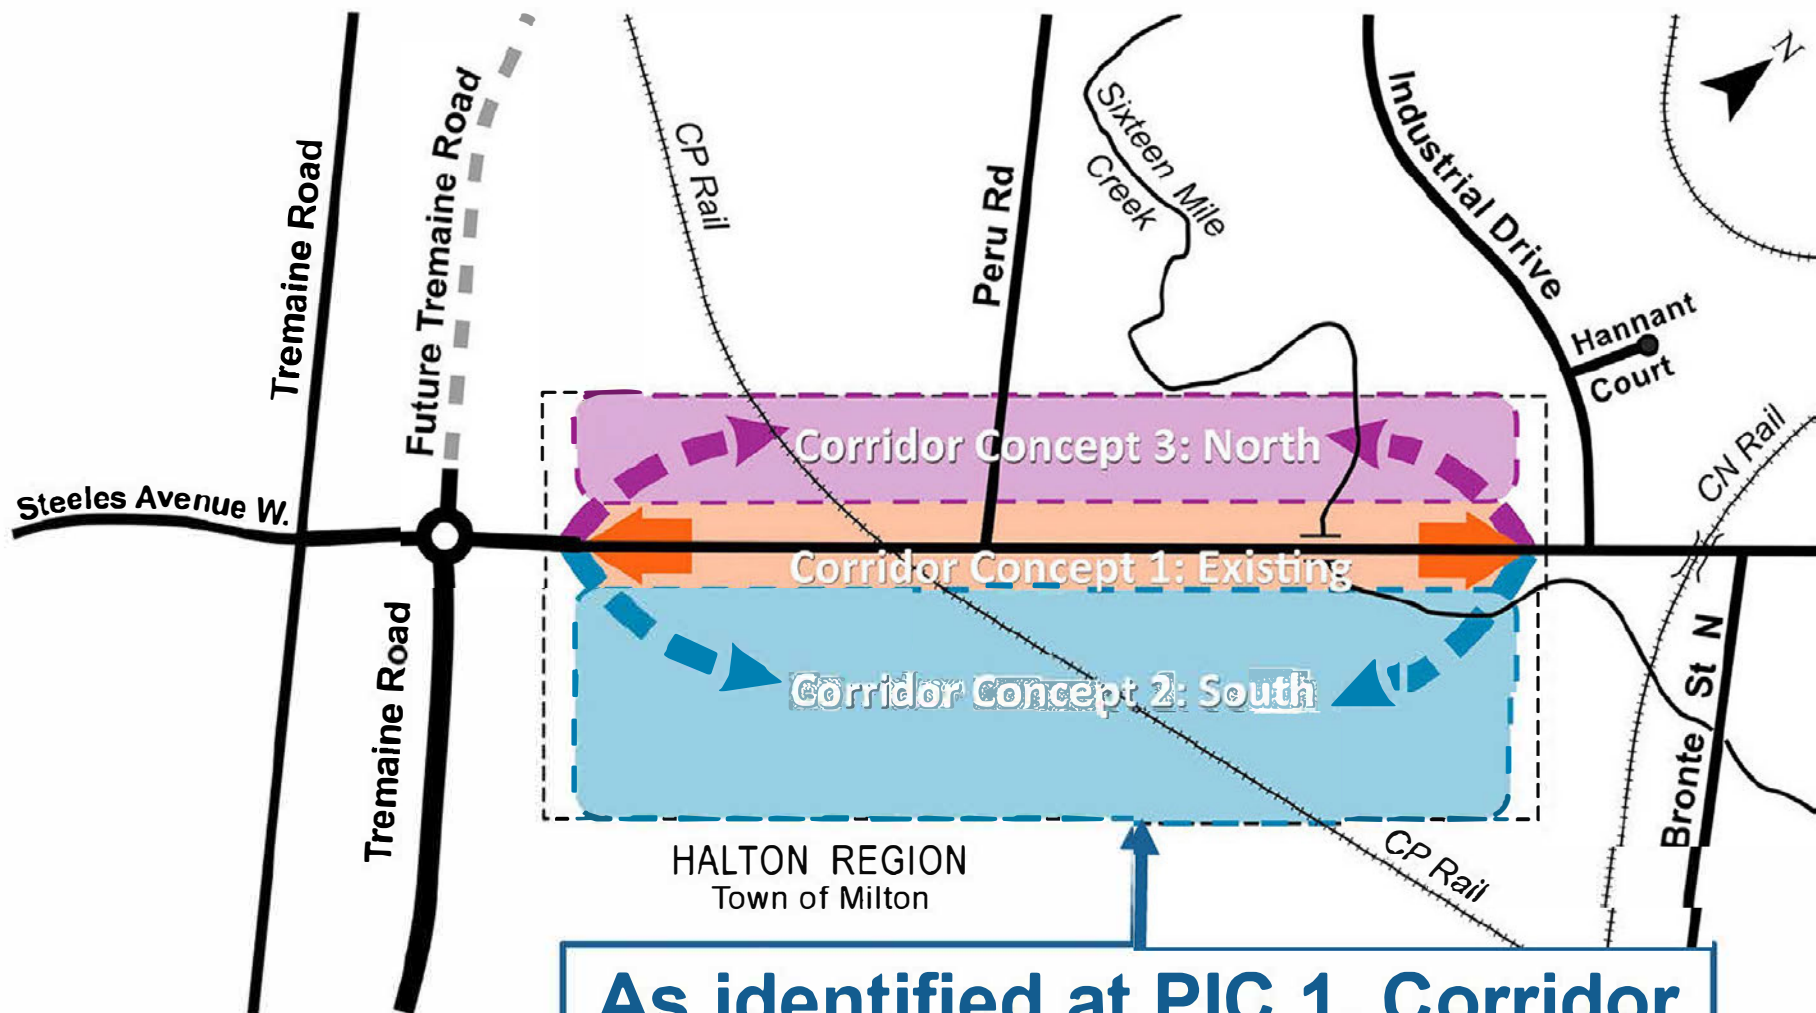 N
Tremaine Road
Future Tremaine Road
CP Rail
Peru Rd
Sixteen Mile
Creek
Industrial Drive
Hannant
Court
CN Rail
Steeles Avenue W.
Corridor Concept 3: North
Corridor Concept 1: Existing
Corridor Concept 2: South
Tremaine Road
Bronte St N
CP Rail
HALTON REGION
Town of Milton
As identified at PIC 1, Corridor